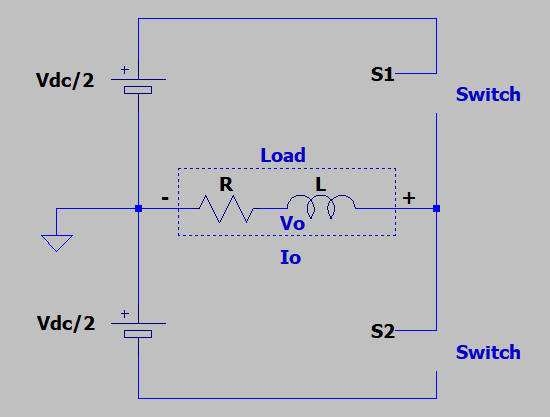 Vdc/2
+
S1
Switch
Load
R
L
-
+
Vo
Io
Vdc/2
+
S2
Switch